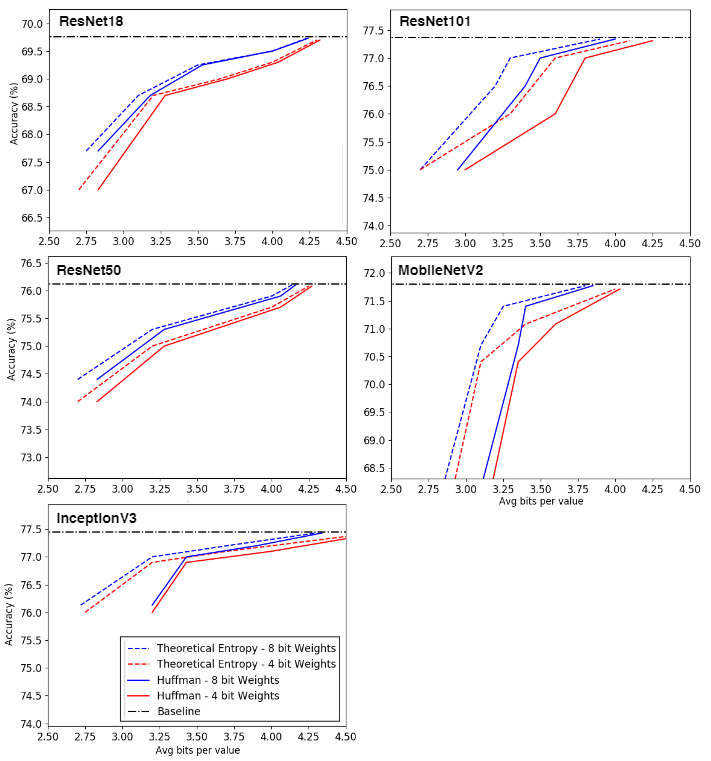 ResNet18
70.0
69.5
69.0
68.5
68.0
67.5
67.0
66.5
Accuracy (%)
2.50 2.75 3.00 3.25 3.50 3.75 4.00 4.25 4.50
ResNet101
77.5
77.0
76.5
76.0
75.5
75.0
74.5
74.0
2.50 2.75 3.00 3.25 3.50 3.75 4.00 4.25 4.50
ResNet50
76.5
76.0
75.5
75.0
74.5
74.0
73.5
73.0
Accuracy (%)
2.50 2.75 3.00 3.25 3.50 3.75 4.00 4.25 4.50
MobileNetV2
72.0
71.5
71.0
70.5
70.0
69.5
69.0
68.5
2.50 2.75 3.00 3.25 3.50 3.75 4.00 4.25 4.50
Avg bits per value
InceptionV3
77.5
77.0
76.5
76.0
75.5
75.0
74.5
74.0
Accuracy (%)
Theoretical Entropy - 8 bit Weights
Theoretical Entropy - 4 bit Weights
Huffman - 8 bit Weights
Huffman - 4 bit Weights
Baseline
2.50 2.75 3.00 3.25 3.50 3.75 4.00 4.25 4.50
Avg bits per value